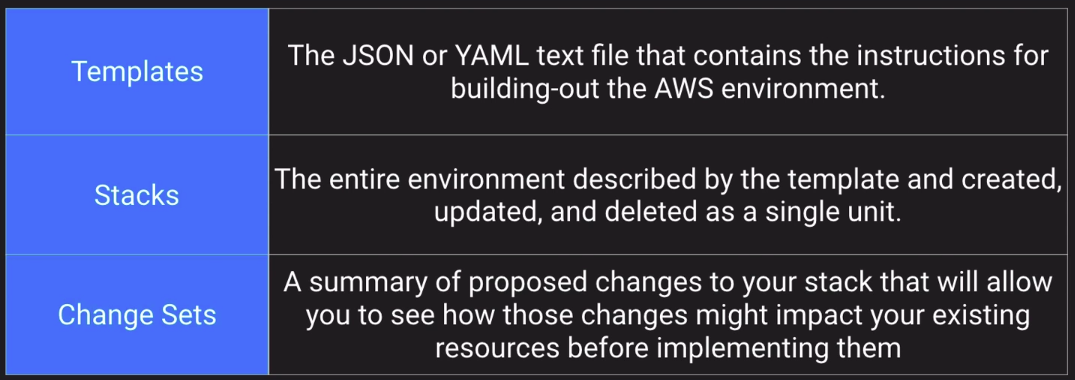 Templates
The JSON or YAML text file that contains the instructions for
building-out the AWS environment.
Stacks
The entire environment described by the template and created,
updated, and deleted as a single unit.
Change Sets
A summary of proposed changes to your stack that will allow
you to see how those changes might impact your existing
resources before implementing them